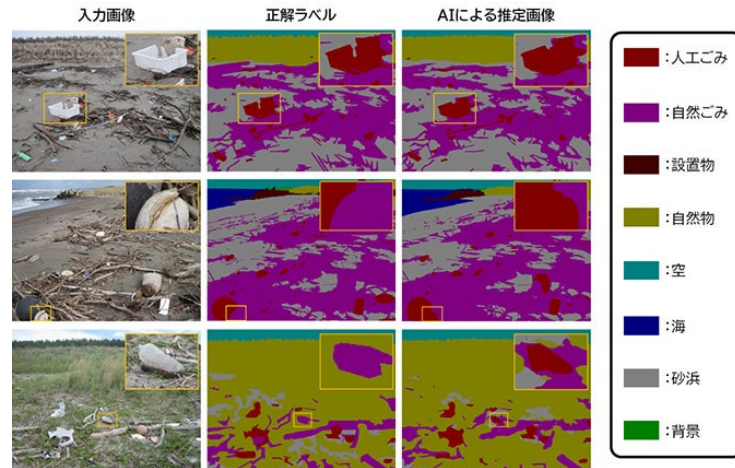 入力画像
正解ラベル
AIによる推定画像
:人工ごみ
:自然ごみ
:設置物
:自然物
:空
:海
:砂浜
:背景